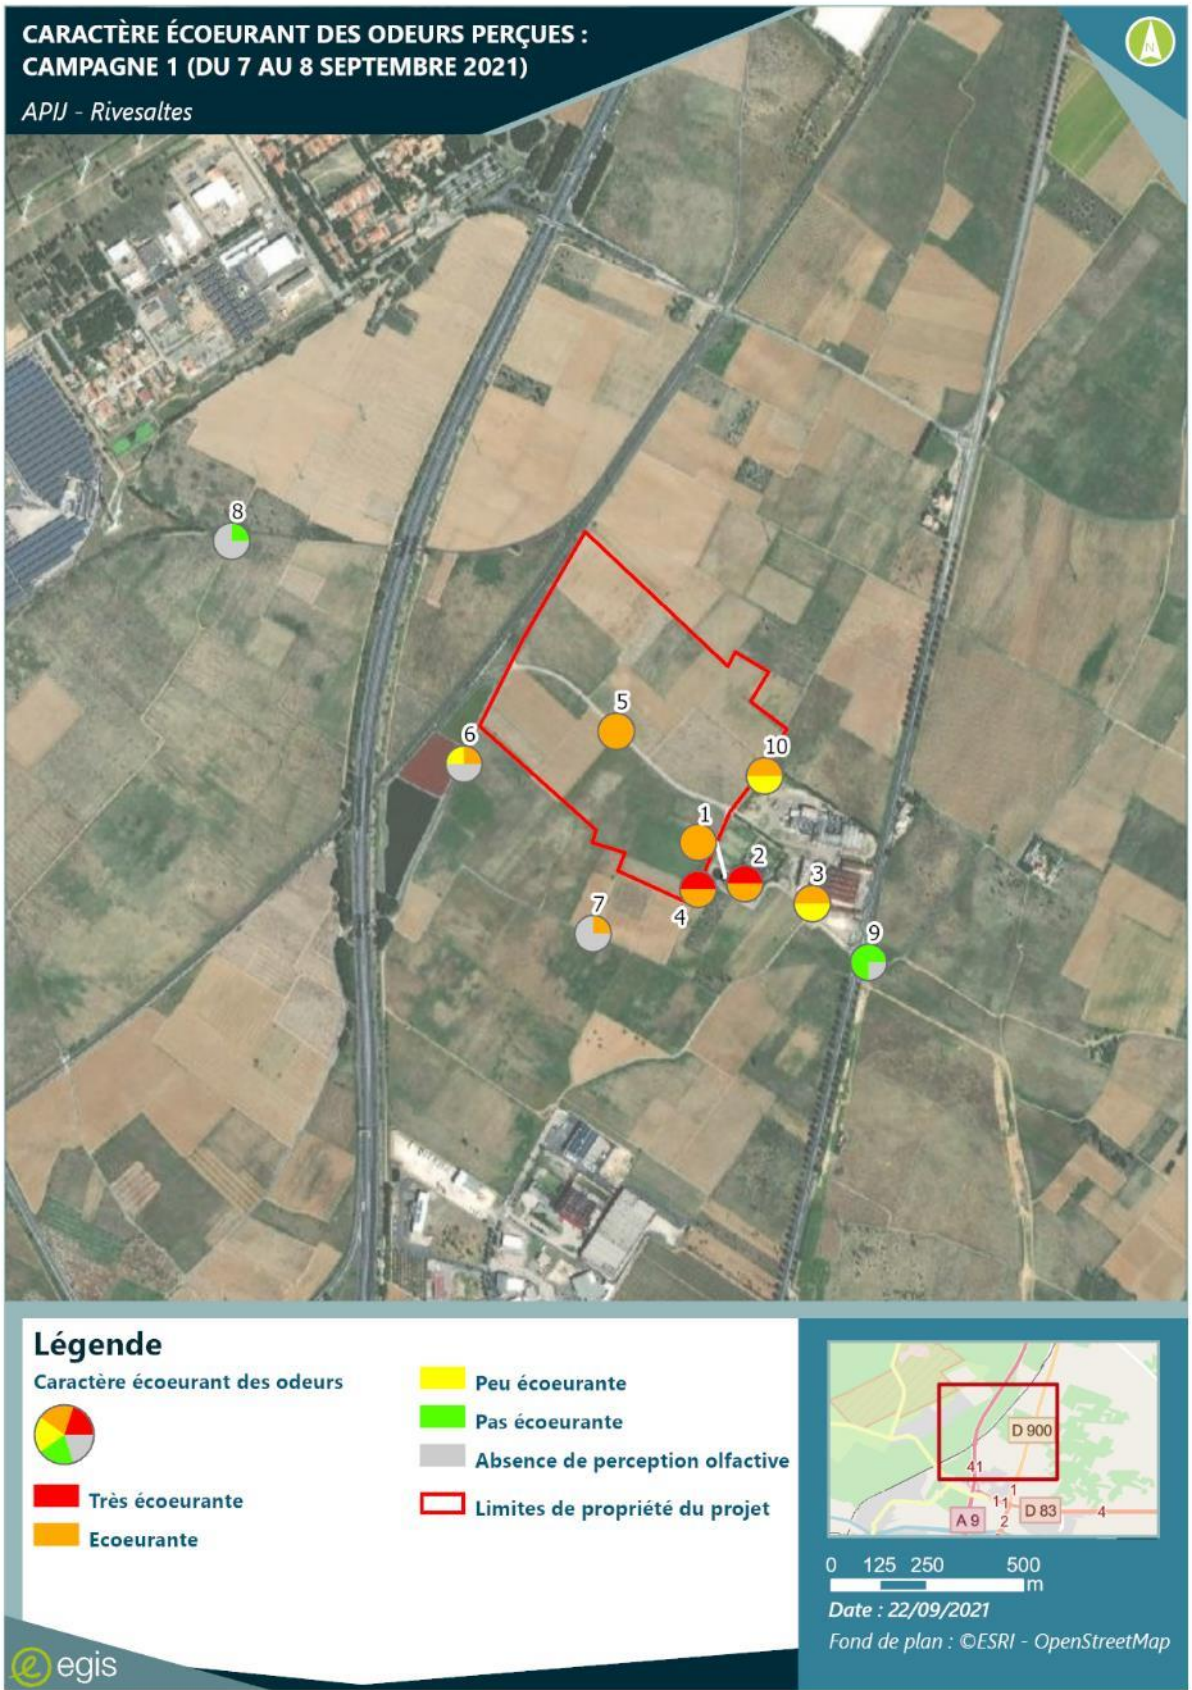 CARACTÈRE ÉCOEURANT DES ODEURS PERÇUES :
CAMPAGNE 1 (DU 7 AU 8 SEPTEMBRE 2021)
APIJ - Rivesaltes
N
8
5
6
10
1
2
3
4
7
9
Légende
Caractère écoeurant des odeurs
Très écoeurante
Ecoeurante
Peu écoeurante
Pas écoeurante
Absence de perception olfactive
Limites de propriété du projet
D 900
41
1
11
D 83
4
A 9
2
0 125 250 500
m
Date : 22/09/2021
Fond de plan : ©ESRI - OpenStreetMap
egis